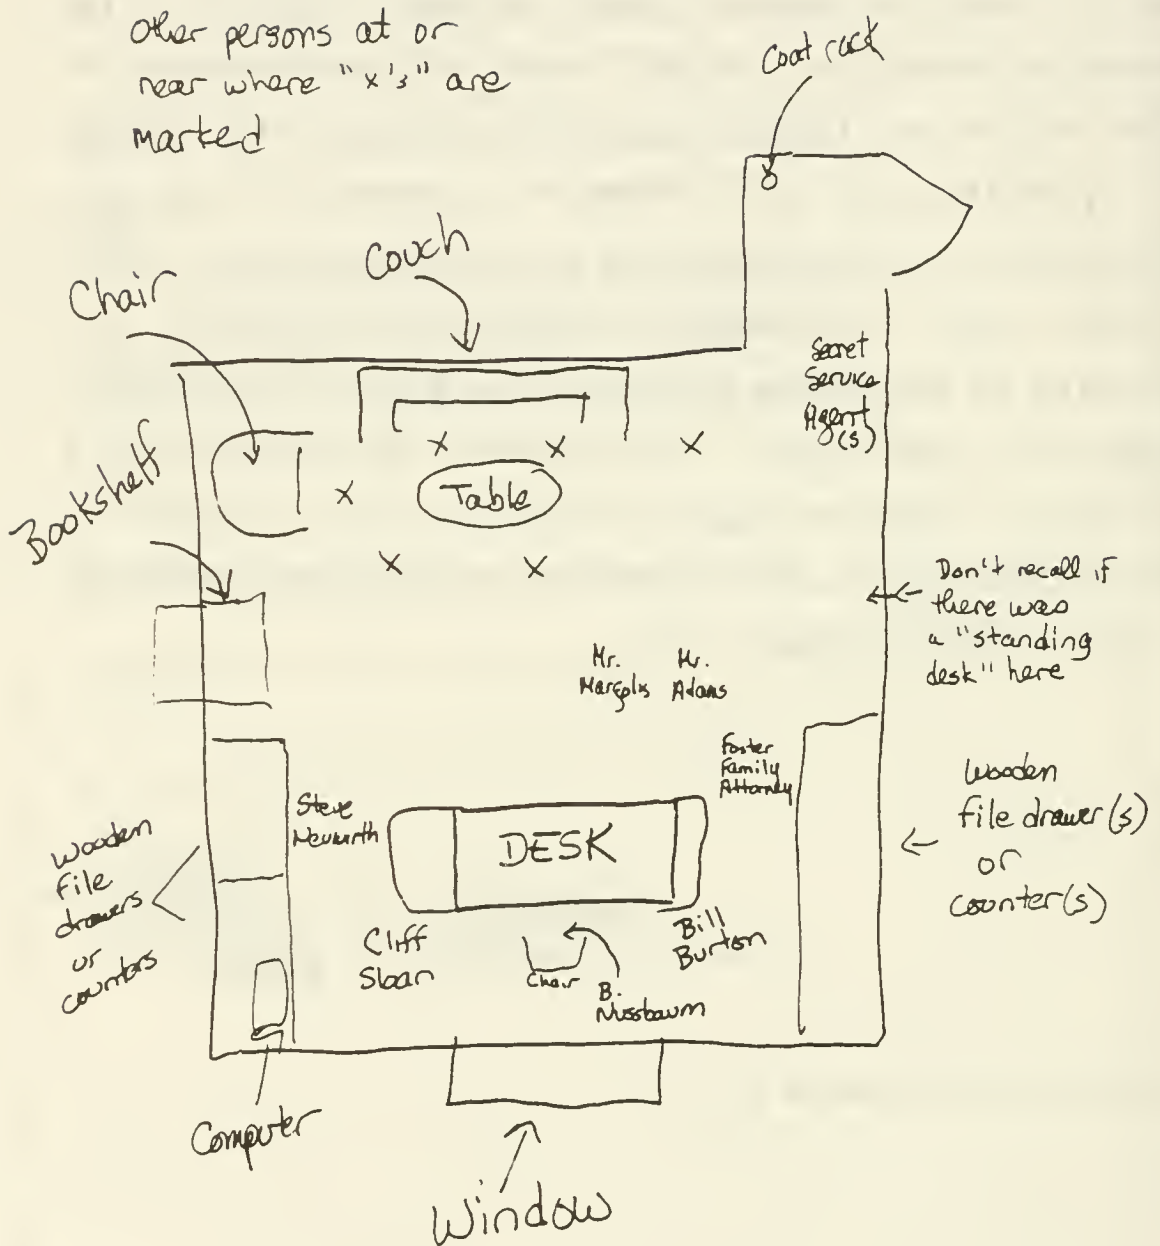 Other persons at or
near where "x's" are
marked
Coat rack
Couch
Chair
Secret
Service
Agent
(s)
Bookshelf
x x x
x
Table
x x
Don't recall if
there was
a "standing
desk" here
Mr.
Margolis
Mr.
Adams
Foster
Family
Attorney
Wooden
file drawer(s)
or
counter(s)
Steve
Neuwirth
DESK
Wooden
File
drawers
or
counters
Cliff
Sloan
Chair
B.
Nussbaum
Bill
Burton
Computer
Window